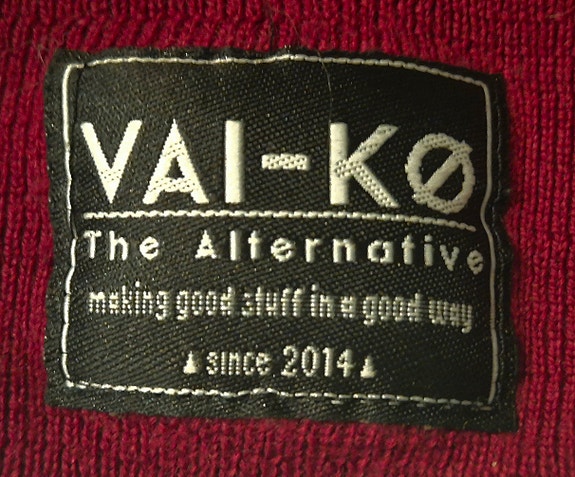 VAI-KØ
The Alternative
making good stuff in a good way
since 2014